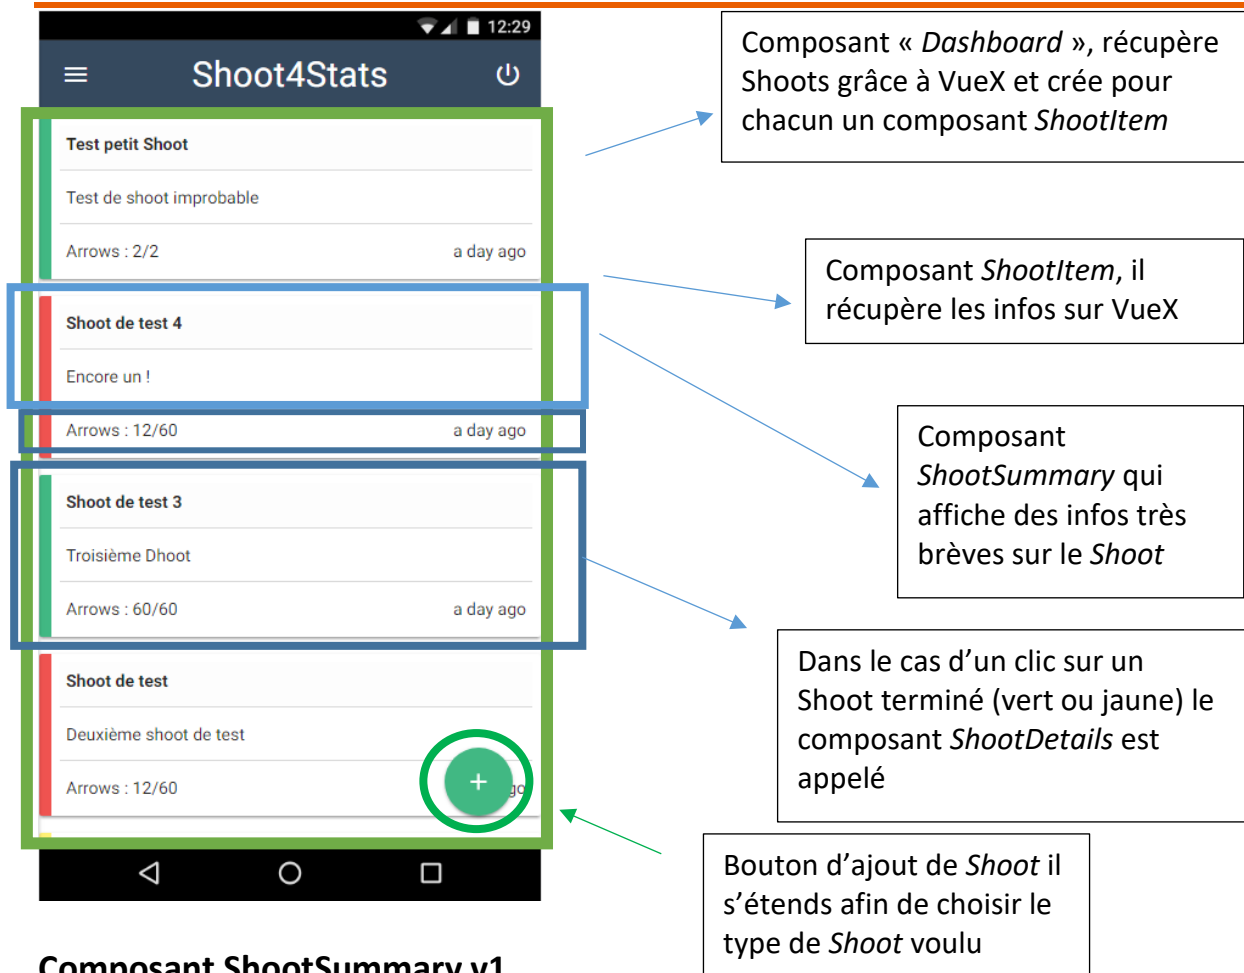 12:29
Shoot4Stats
Test petit Shoot
Test de shoot improbable
Arrows : 2/2 a day ago
Shoot de test 4
Encore un !
Arrows : 12/60 a day ago
Shoot de test 3
Troisième Dhoot
Arrows : 60/60 a day ago
Shoot de test
Deuxième shoot de test
Arrows : 12/60 go
+
Composant « Dashboard », récupère
Shoots grâce à VueX et crée pour
chacun un composant ShootItem
Composant ShootItem, il
récupère les infos sur VueX
Composant
ShootSummary qui
affiche des infos très
brèves sur le Shoot
Dans le cas d’un clic sur un
Shoot terminé (vert ou jaune) le
composant ShootDetails est
appelé
Bouton d’ajout de Shoot il
s’étends afin de choisir le
type de Shoot voulu
Composant ShootSummary v1